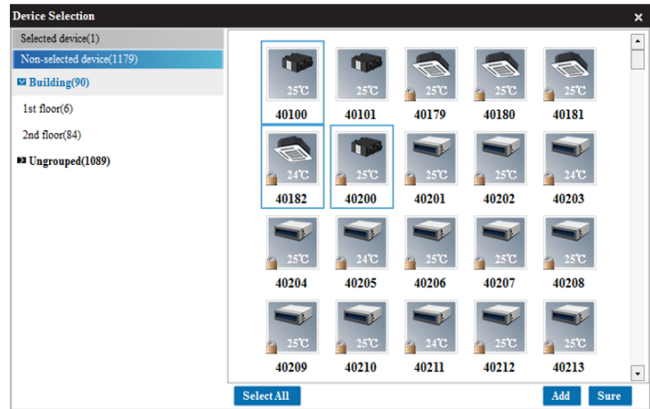 Device Selection
Selected device(1)
Non-selected device(1179)
Building(90)
1st floor(6)
2nd floor(84)
Ungrouped(1089)
25℃ 25℃ 25℃ 25℃ 25℃
40100 40101 40179 40180 40181
24℃ 25℃ 25℃ 25℃ 24℃
40182 40200 40201 40202 40203
25℃ 24℃ 25℃ 25℃ 25℃
40204 40205 40206 40207 40208
25℃ 25℃ 24℃ 25℃ 25℃
40209 40210 40211 40212 40213
Select All Add Sure